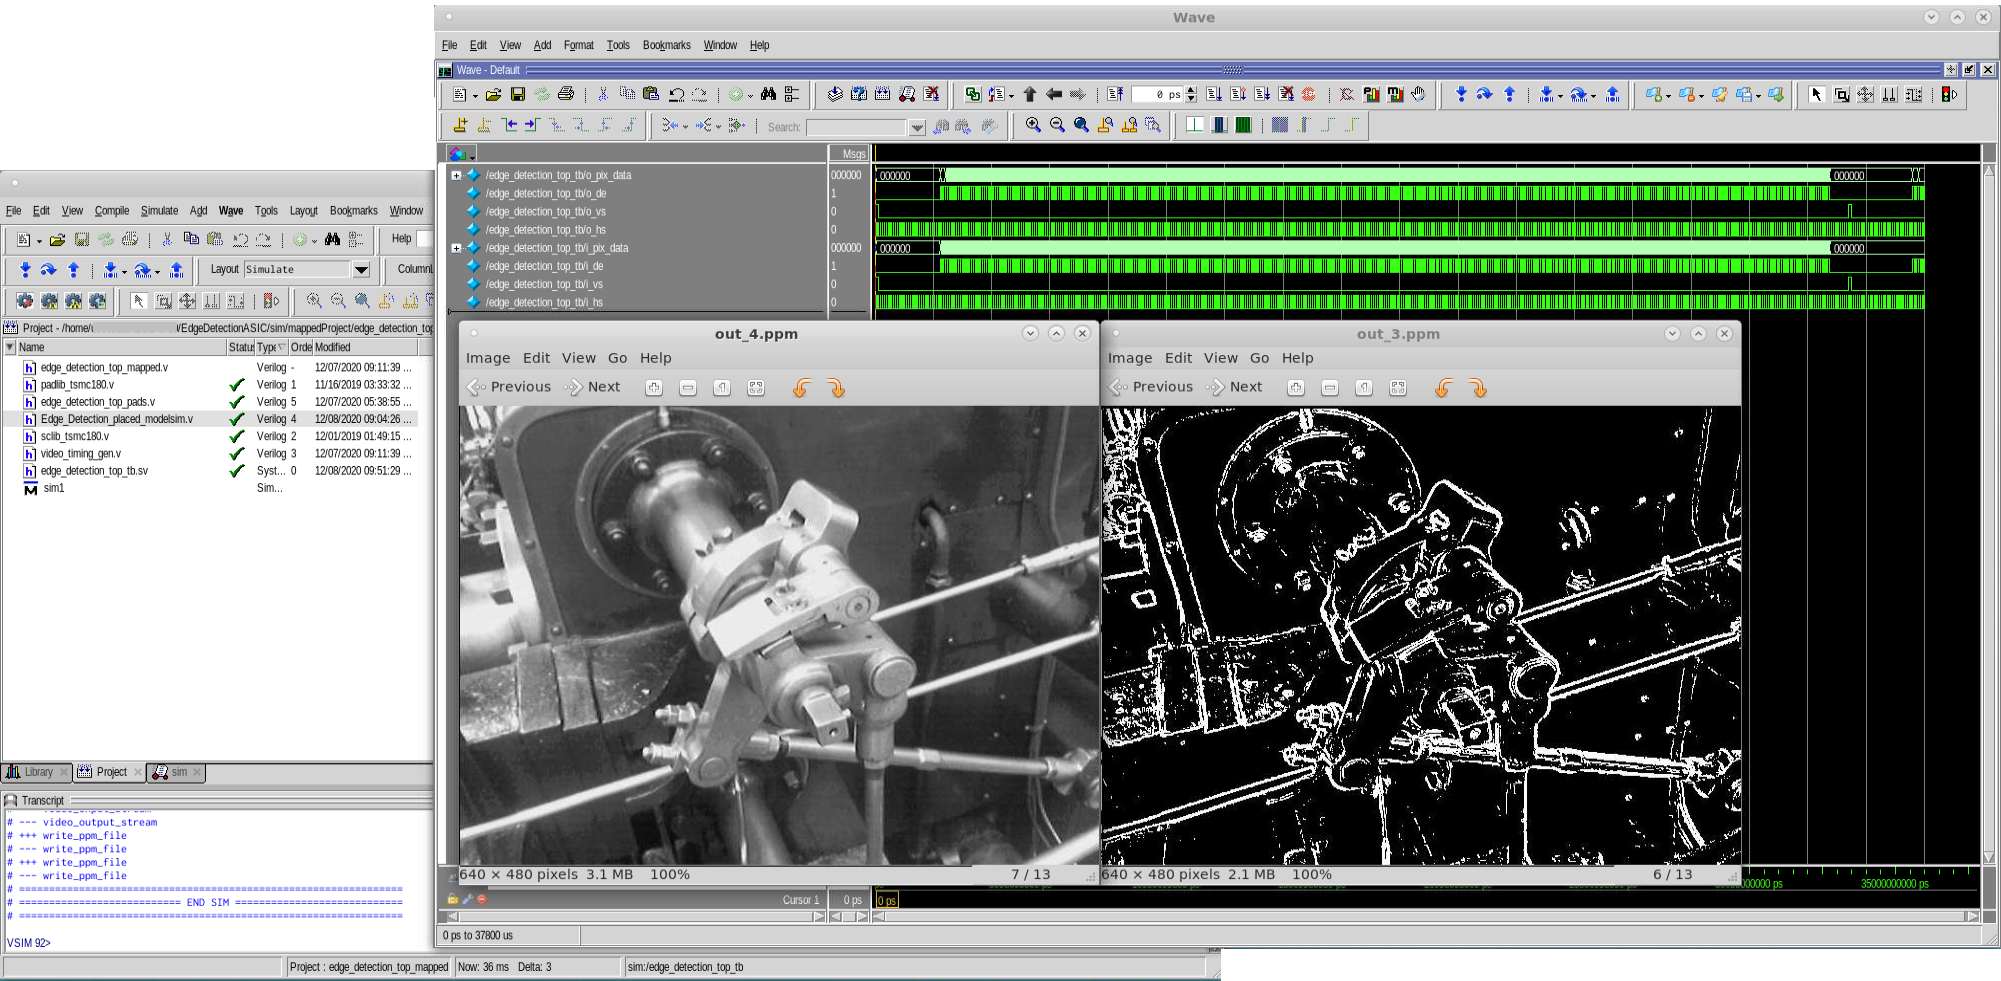 Wave
File Edit View Add Format Tools Bookmarks Window Help
Wave - Default
0 ps
Search:
Msgs
/edge_detection_top_tb/o_pix_data 000000 000000 000000
/edge_detection_top_tb/o_de 1
/edge_detection_top_tb/o_vs 0
/edge_detection_top_tb/o_hs 0
/edge_detection_top_tb/i_pix_data 000000 000000 000000
/edge_detection_top_tb/i_de 1
/edge_detection_top_tb/i_vs 0
/edge_detection_top_tb/i_hs 0
File Edit View Compile Simulate Add Wave Tools Layout Bookmarks Window
Help
Layout Simulate
Project - /home/
/EdgeDetectionASIC/sim/mappedProject/edge_detection_top
Name Type Orde Modified
edge_detection_top_mapped.v Verilog - 12/07/2020 09:11:39 ...
padlib_tsmc180.v Verilog 1 11/16/2019 03:33:32 ...
edge_detection_top_pads.v Verilog 5 12/07/2020 05:38:55 ...
Edge_Detection_placed_modelsim.v Verilog 4 12/08/2020 09:04:26 ...
sclib_tsmc180.v Verilog 2 12/01/2019 01:49:15 ...
video_timing_gen.v Verilog 3 12/07/2020 09:11:39 ...
edge_detection_top_tb.sv Syst... 0 12/08/2020 09:51:29 ...
sim1 Sim...
Library Project sim
Transcript
# --- video_output_stream
# +++ write_ppm_file
# --- write_ppm_file
# +++ write_ppm_file
# --- write_ppm_file
# END SIM
VSIM 92>
out_4.ppm
Image Edit View Go Help
Previous Next
640 × 480 pixels 3.1 MB 100% 7 / 13
out_3.ppm
Image Edit View Go Help
Previous Next
640 × 480 pixels 2.1 MB 100% 6 / 13
35000000000 ps
Cursor 1 0 ps 0 ps
0 ps to 37800 us
Project : edge_detection_top_mapped Now: 36 ms Delta: 3 sim:/edge_detection_top_tb